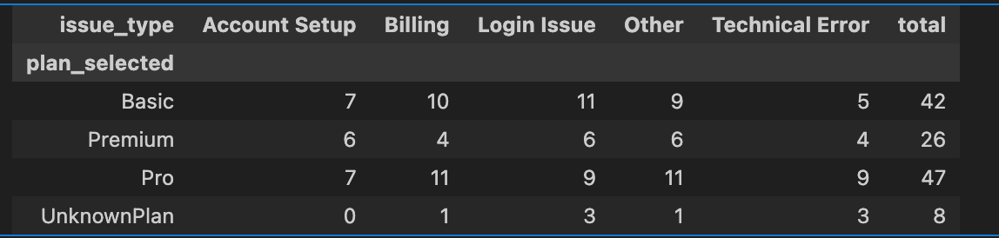 issue_type Account Setup Billing Login Issue Other Technical Error total
plan_selected
Basic 7 10 11 9 5 42
Premium 6 4 6 6 4 26
Pro 7 11 9 11 9 47
UnknownPlan 0 1 3 1 3 8